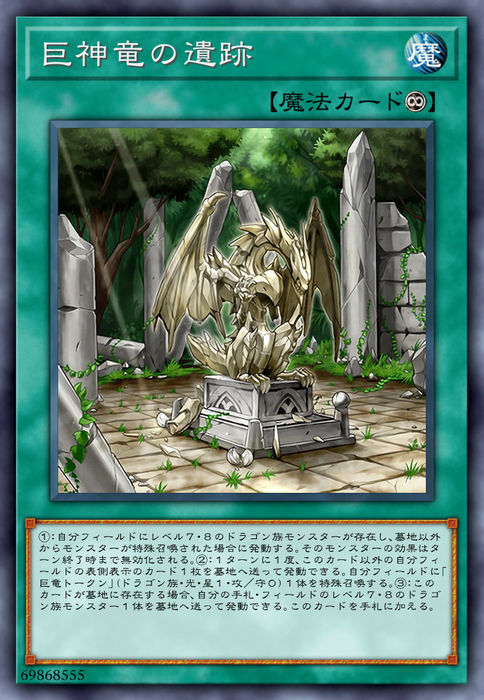 巨神竜の遺跡
魔
【魔法カード】
①:自分フィールドにレベル7・8のドラゴン族モンスターが存在し、墓地以外
からモンスターが特殊召喚された場合に発動する。そのモンスターの効果はタ
ーン終了時まで無効化される。②:1ターンに1度、このカード以外の自分フィ
ールドの表側表示のカード1枚を墓地へ送って発動できる。自分フィールドに「
巨竜トークン」(ドラゴン族・光・星1・攻/守0)1体を特殊召喚する。③:この
カードが墓地に存在する場合、自分の手札・フィールドのレベル7・8のドラゴ
ン族モンスター1体を墓地へ送って発動できる。このカードを手札に加える。
69868555